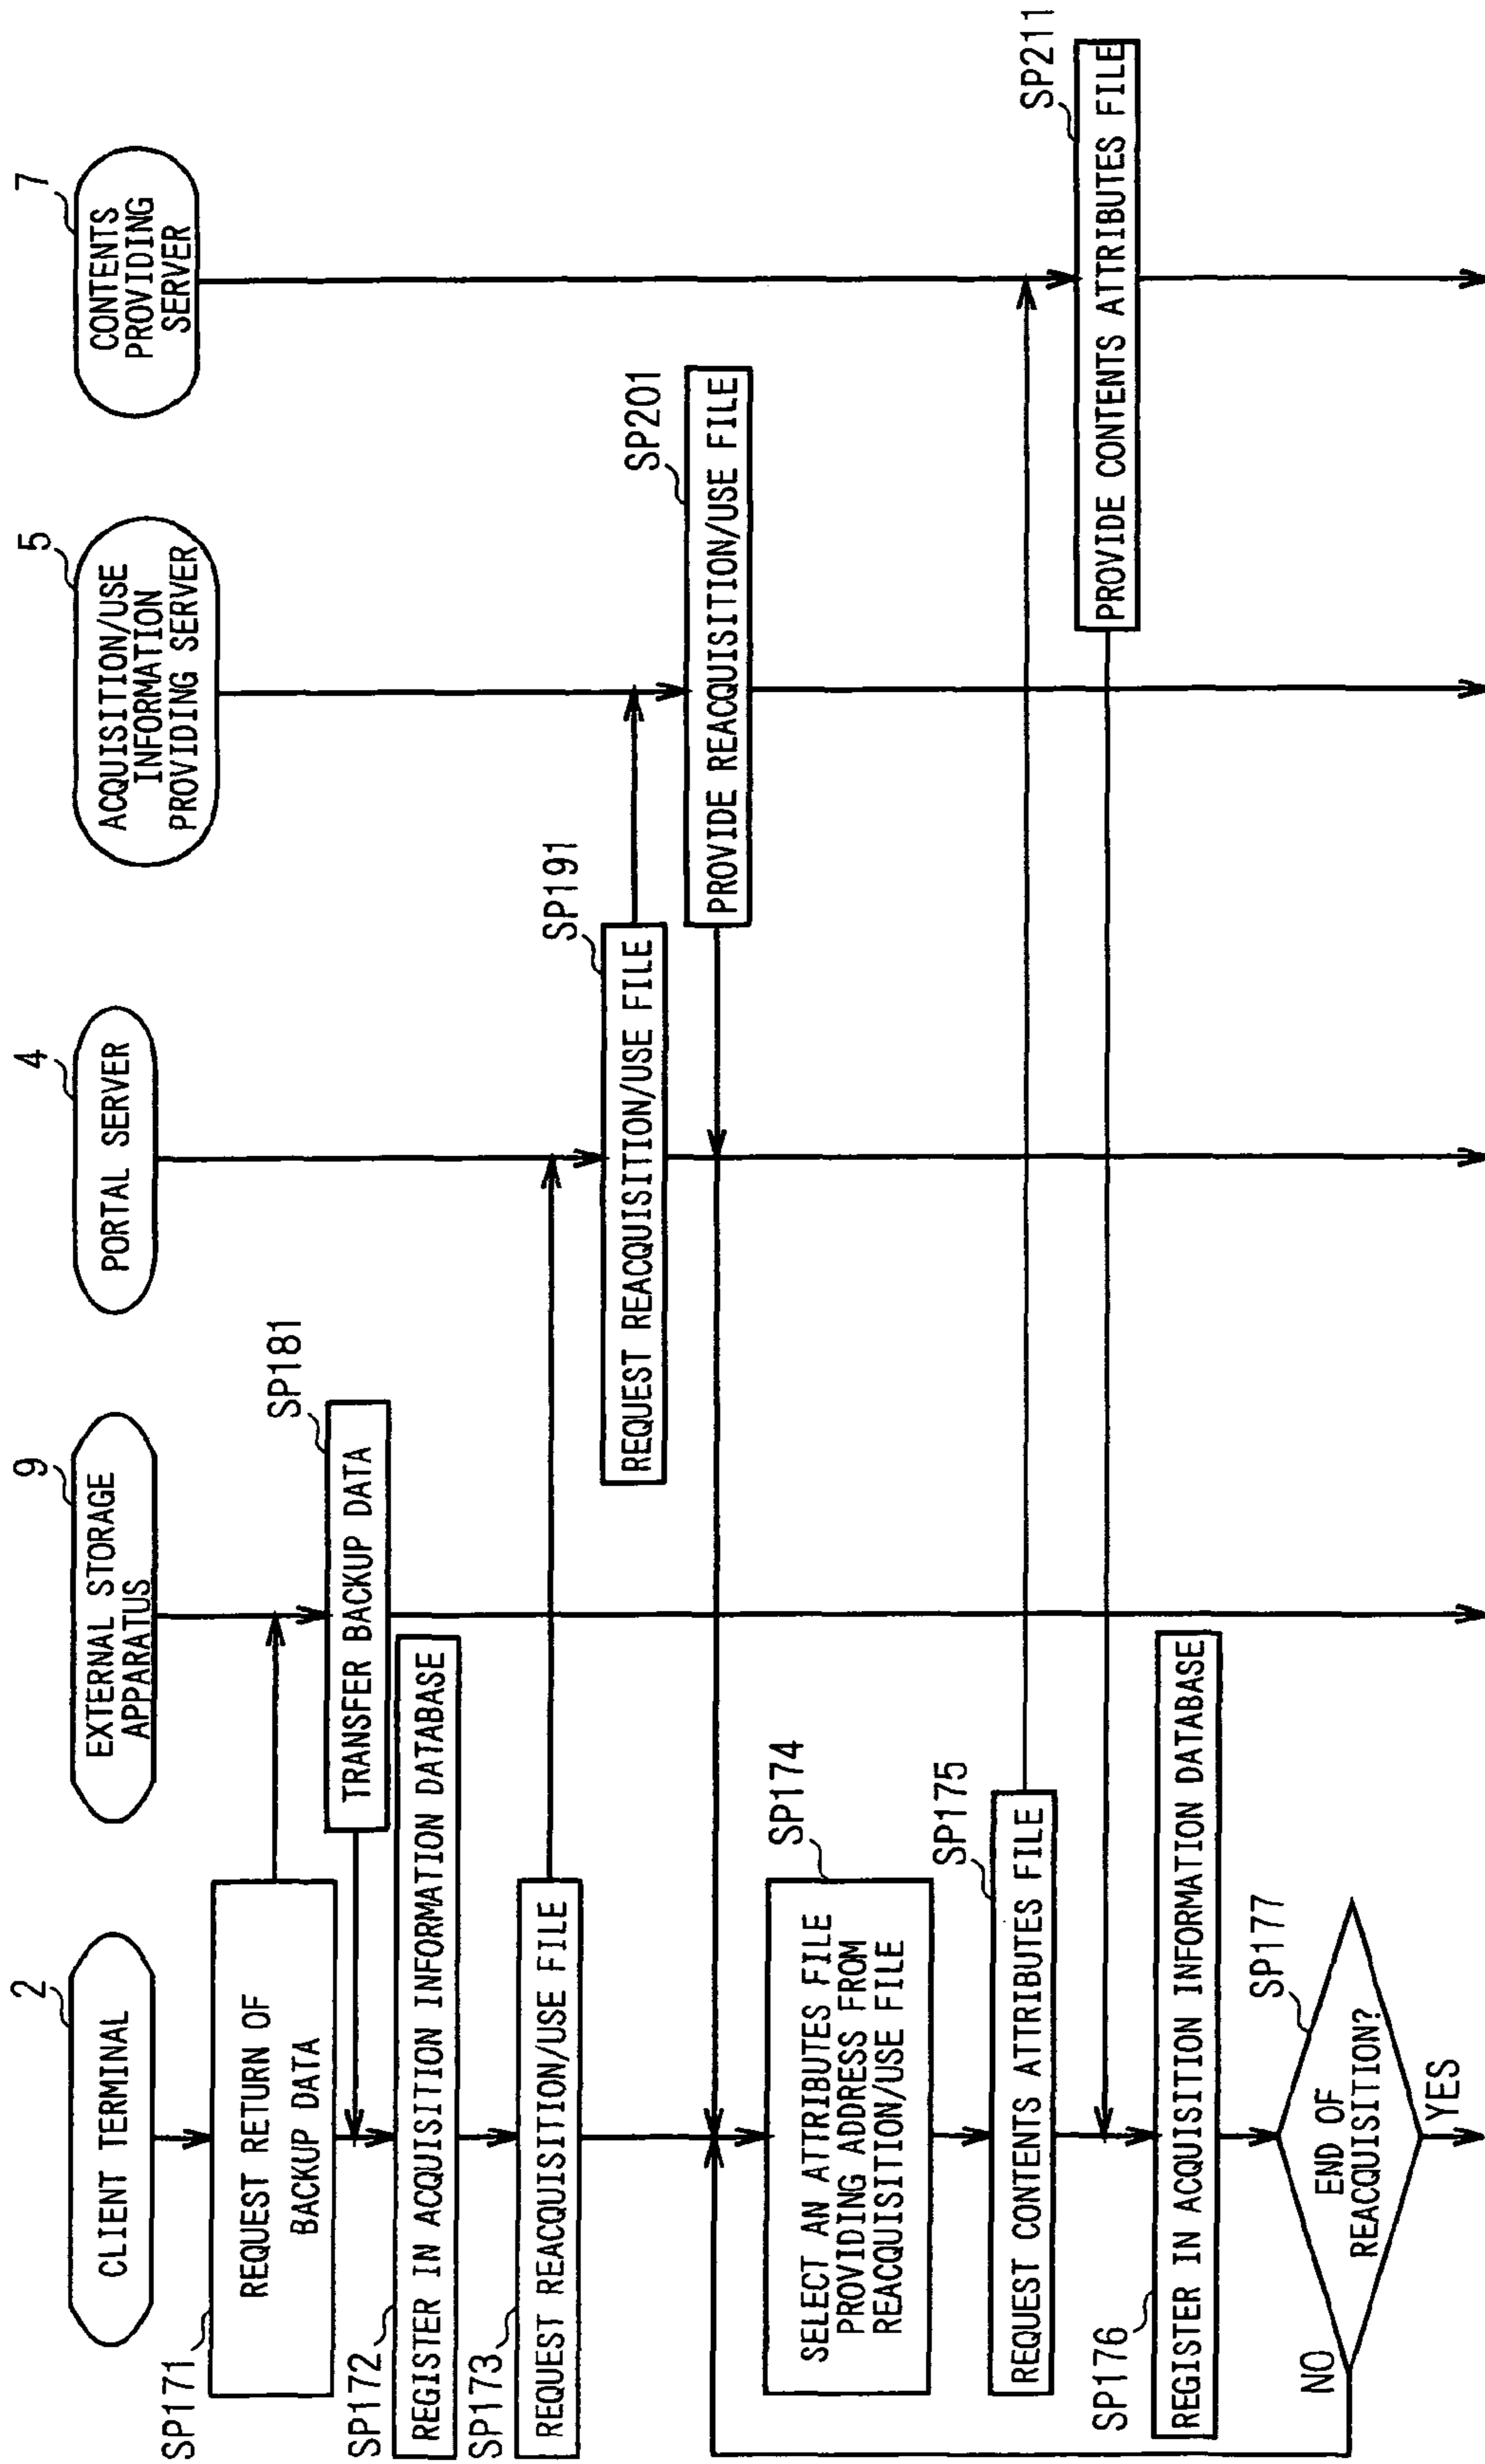 2
CLIENT TERMINAL
9
EXTERNAL STORAGE
APPARATUS
4
PORTAL SERVER
5
ACQUISITION/USE
INFORMATION
PROVIDING SERVER
7
CONTENTS
PROVIDING
SERVER
SP171
REQUEST RETURN OF
BACKUP DATA
SP181
TRANSFER BACKUP DATA
SP172
REGISTER IN ACQUISITION INFORMATION DATABASE
SP173
REQUEST REACQUISITION/USE FILE
SP191
REQUEST REACQUISITION/USE FILE
SP201
PROVIDE REACQUISITION/USE FILE
SP174
SELECT AN ATTRIBUTES FILE
PROVIDING ADDRESS FROM
REACQUISITION/USE FILE
SP175
REQUEST CONTENTS ATTRIBUTES FILE
SP211
PROVIDE CONTENTS ATTRIBUTES FILE
SP176
REGISTER IN ACQUISITION INFORMATION DATABASE
SP177
END OF
REACQUISITION?
NO
YES